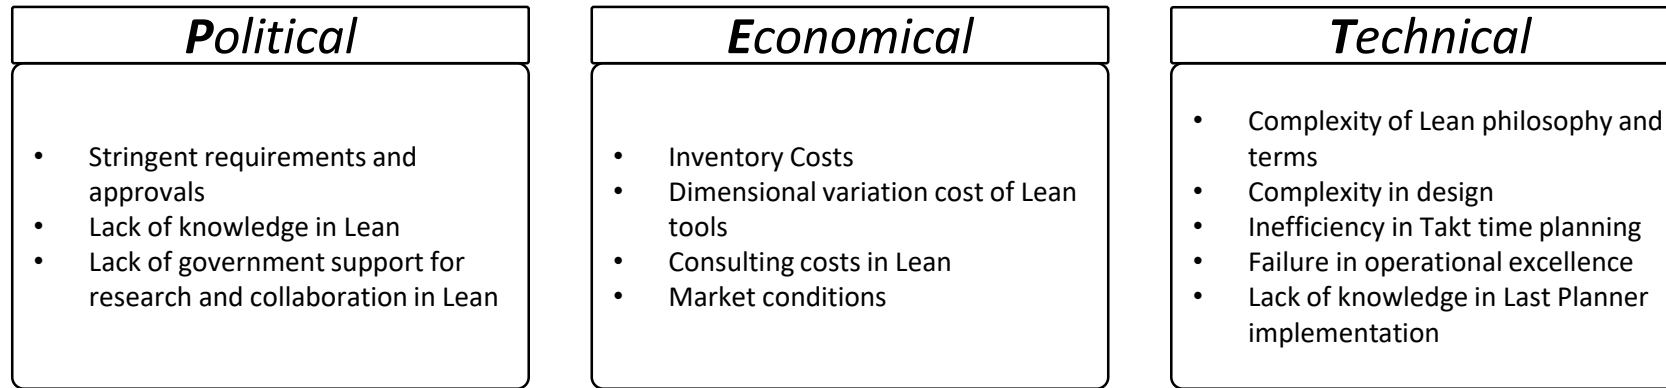 Political
• Stringent requirements and
approvals
• Lack of knowledge in Lean
• Lack of government support for
research and collaboration in Lean
Economical
• Inventory Costs
• Dimensional variation cost of Lean
tools
• Consulting costs in Lean
• Market conditions
Technical
• Complexity of Lean philosophy and
terms
• Complexity in design
• Inefficiency in Takt time planning
• Failure in operational excellence
• Lack of knowledge in Last Planner
implementation